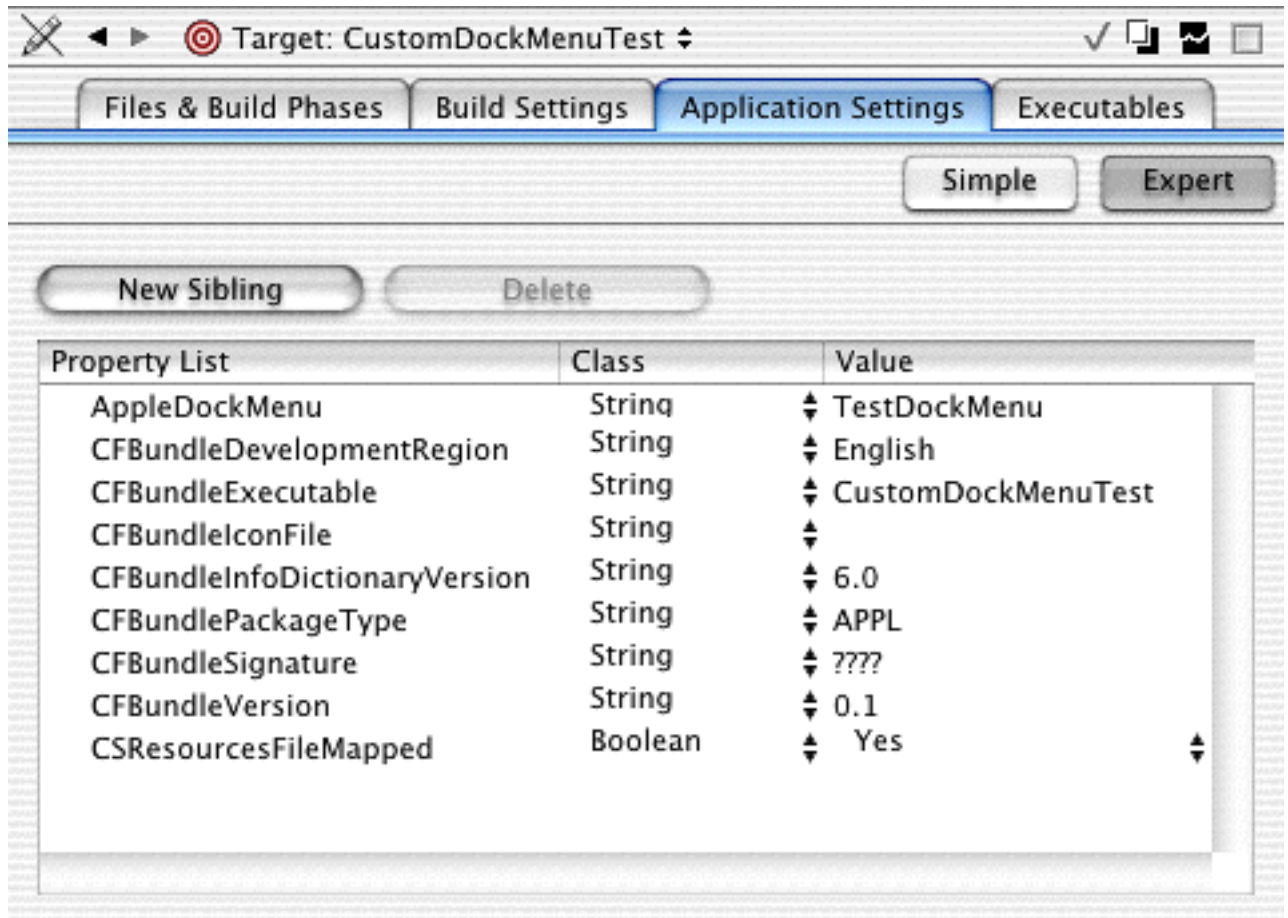 Target: CustomDockMenuTest
Files & Build Phases Build Settings Application Settings Executables
Simple Expert
New Sibling Delete
Property List Class Value
AppleDockMenu String TestDockMenu
CFBundleDevelopmentRegion String English
CFBundleExecutable String CustomDockMenuTest
CFBundleIconFile String
CFBundleInfoDictionaryVersion String 6.0
CFBundlePackageType String APPL
CFBundleSignature String ????
CFBundleVersion String 0.1
CSResourcesFileMapped Boolean Yes